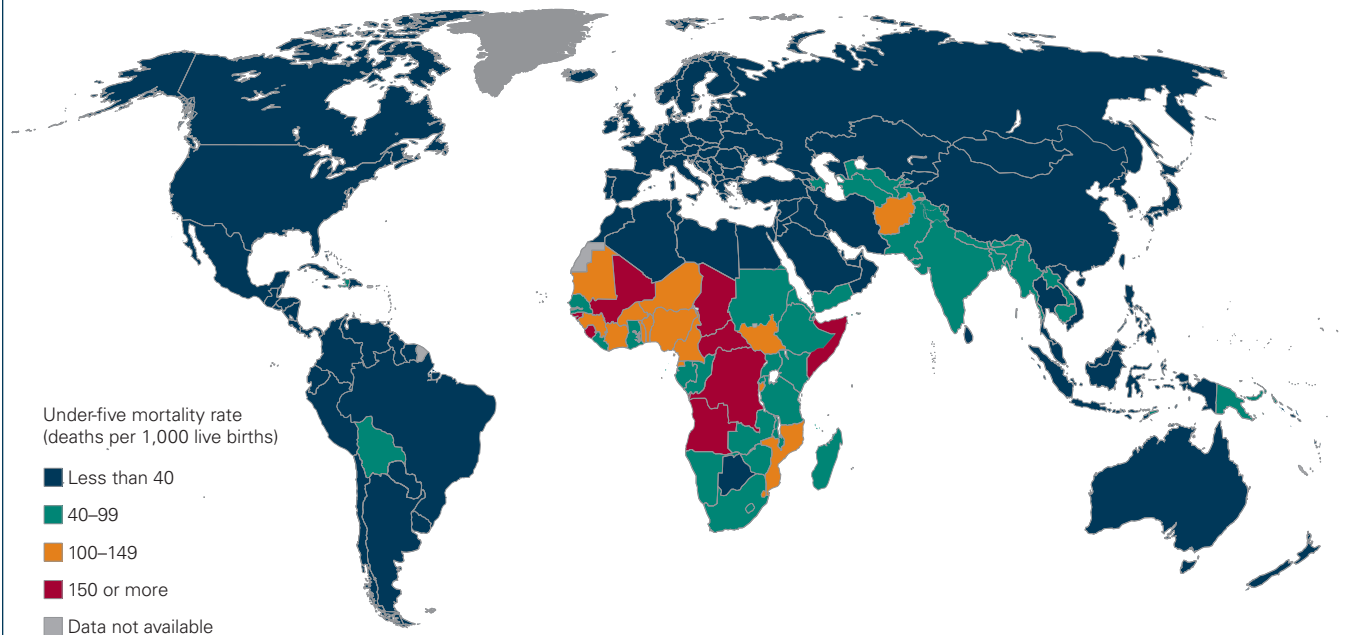 Under-five mortality rate
(deaths per 1,000 live births)
Less than 40
40–99
100–149
150 or more
Data not available